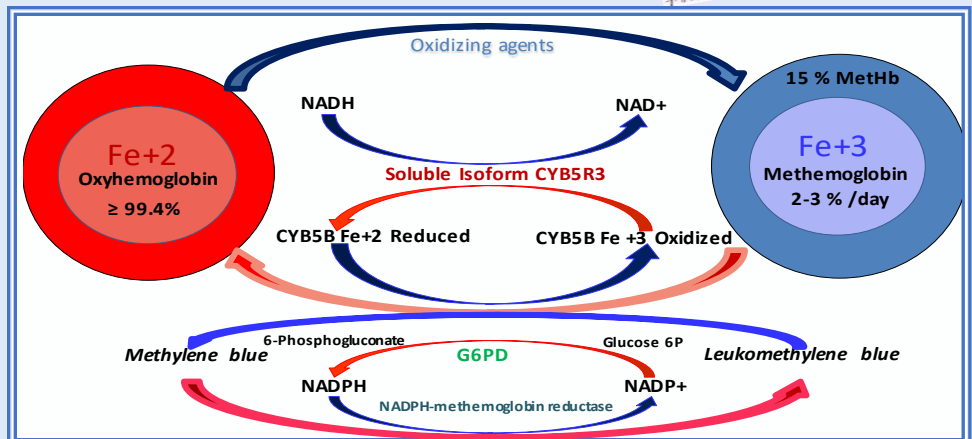 Oxidizing agents
15 % MetHb
NADH
NAD+
Fe+2
Oxyhemoglobin
≥ 99.4%
Fe+3
Methemoglobin
2-3 % /day
Soluble Isoform CYB5R3
CYB5B Fe+2 Reduced
CYB5B Fe +3 Oxidized
6-Phosphogluconate
Glucose 6P
Methylene blue
G6PD
Leukomethylene blue
NADPH
NADP+
NADPH-methemoglobin reductase